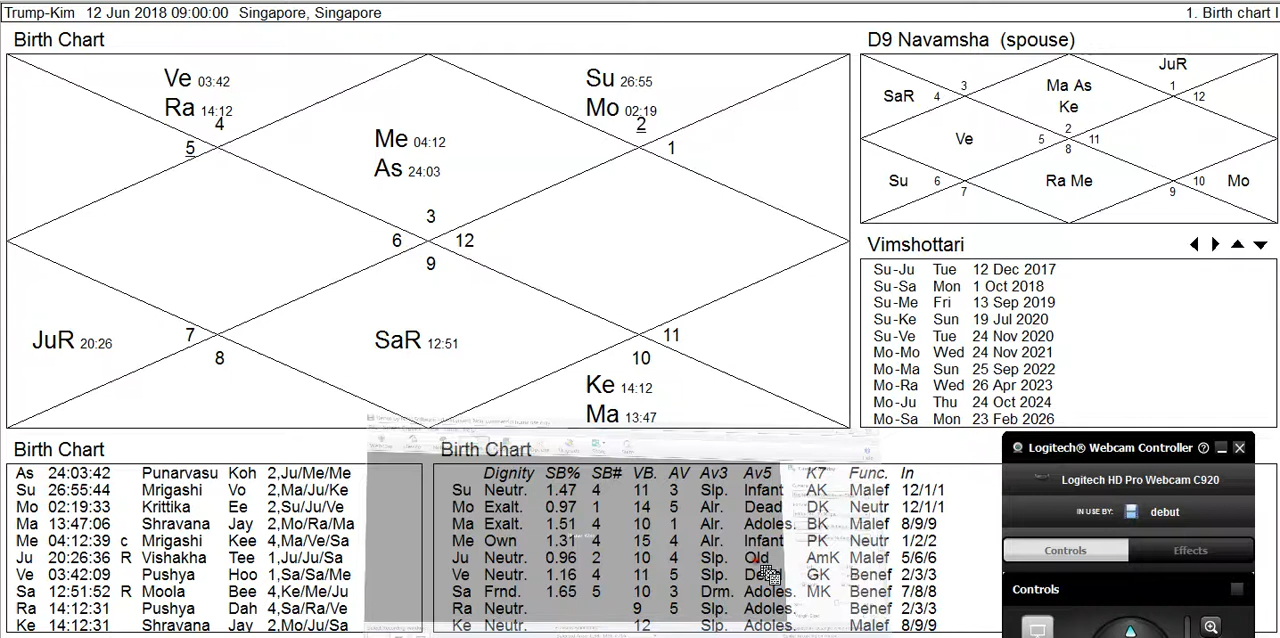 Trump-Kim 12 Jun 2018 09:00:00 Singapore, Singapore
1. Birth chart I
Birth Chart
Ve 03:42
Ra 14:12
4
5
Me 04:12
As 24:03
3
6
12
9
Su 26:55
Mo 02:19
2
1
JuR 20:26
7
8
SaR 12:51
11
10
Ke 14:12
Ma 13:47
D9 Navamsha (spouse)
JuR
3
Ma As
1
SaR
4
Ke
12
2
Ve
5
11
8
Su
6
Ra Me
10
Mo
7
9
Vimshottari
Su-Ju Tue 12 Dec 2017
Su-Sa Mon 1 Oct 2018
Su-Me Fri 13 Sep 2019
Su-Ke Sun 19 Jul 2020
Su-Ve Tue 24 Nov 2020
Mo-Mo Wed 24 Nov 2021
Mo-Ma Sun 25 Sep 2022
Mo-Ra Wed 26 Apr 2023
Mo-Ju Thu 24 Oct 2024
Mo-Sa Mon 23 Feb 2026
Birth Chart
As 24:03:42 Punarvasu Koh 2,Ju/Me/Me
Su 26:55:44 Mrigashi Vo 2,Ma/Ju/Ke
Mo 02:19:33 Krittika Ee 2,Su/Ju/Ve
Ma 13:47:06 Shravana Jay 2,Mo/Ra/Ma
Me 04:12:39 c Mrigashi Kee 4,Ma/Ve/Sa
Ju 20:26:36 R Vishakha Tee 1,Ju/Ju/Sa
Ve 03:42:09 Pushya Hoo 1,Sa/Sa/Me
Sa 12:51:52 R Moola Bee 4,Ke/Me/Ju
Ra 14:12:31 Pushya Dah 4,Sa/Ra/Ve
Ke 14:12:31 Shravana Jay 2,Mo/Ju/Sa
Birth Chart
Dignity SB% SB# VB. AV Av3 Av5 K7 Func. In
Su Neutr. 1.47 4 11 3 Slp. Infant AK Malef 12/1/1
Mo Exalt. 0.97 1 14 5 Alr. Dead DK Neutr 12/1/1
Ma Exalt. 1.51 4 10 1 Alr. Adoles. BK Malef 8/9/9
Me Own 1.31 4 15 4 Alr. Infant PK Neutr 1/2/2
Ju Neutr. 0.96 2 10 4 Slp. Old AmK Malef 5/6/6
Ve Neutr. 1.16 4 11 5 Slp. GK Benef 2/3/3
Sa Frnd. 1.65 5 10 3 Drm. Adoles. MK Malef 7/8/8
Ra Neutr. 9 5 Slp. Adoles. Benef 2/3/3
Ke Neutr. 12 Slp. Adoles. Malef 8/9/9
Logitech® Webcam Controller
Logitech HD Pro Webcam C920
IN USE BY: debut
Controls
Effects
Controls